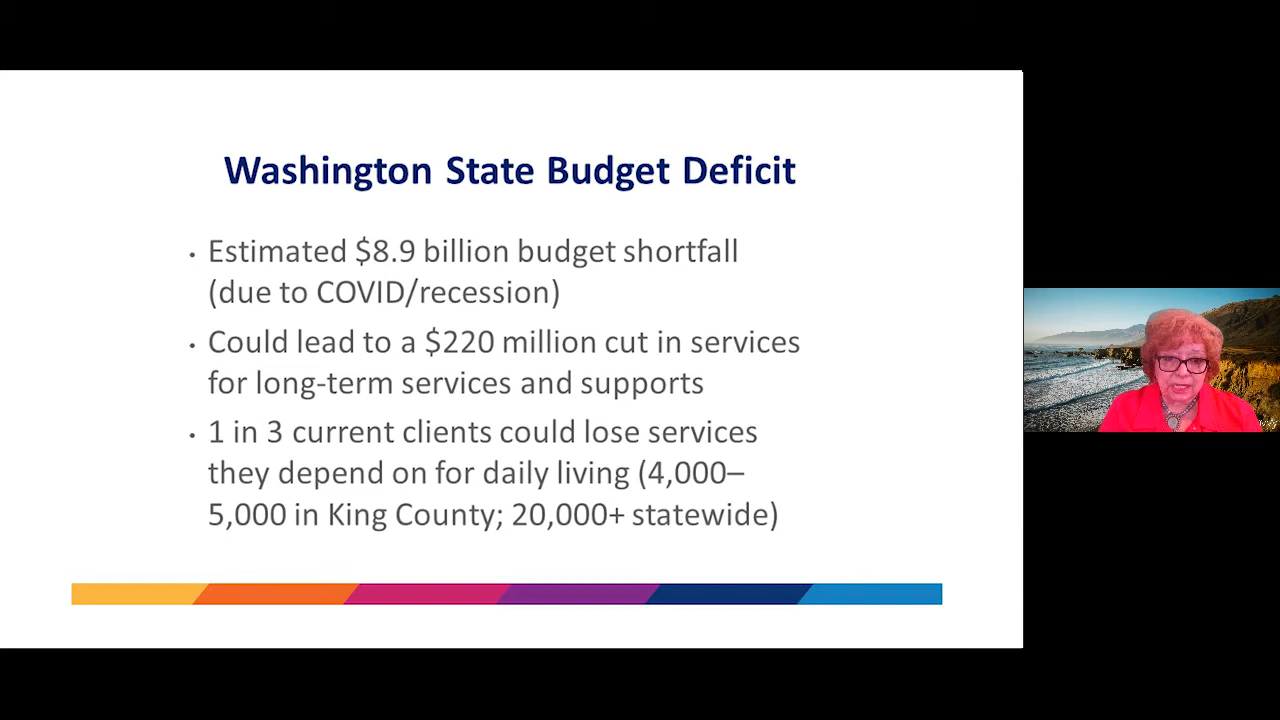 Washington State Budget Deficit
• Estimated $8.9 billion budget shortfall
(due to COVID/recession)
• Could lead to a $220 million cut in services
for long-term services and supports
• 1 in 3 current clients could lose services
they depend on for daily living (4,000–
5,000 in King County; 20,000+ statewide)